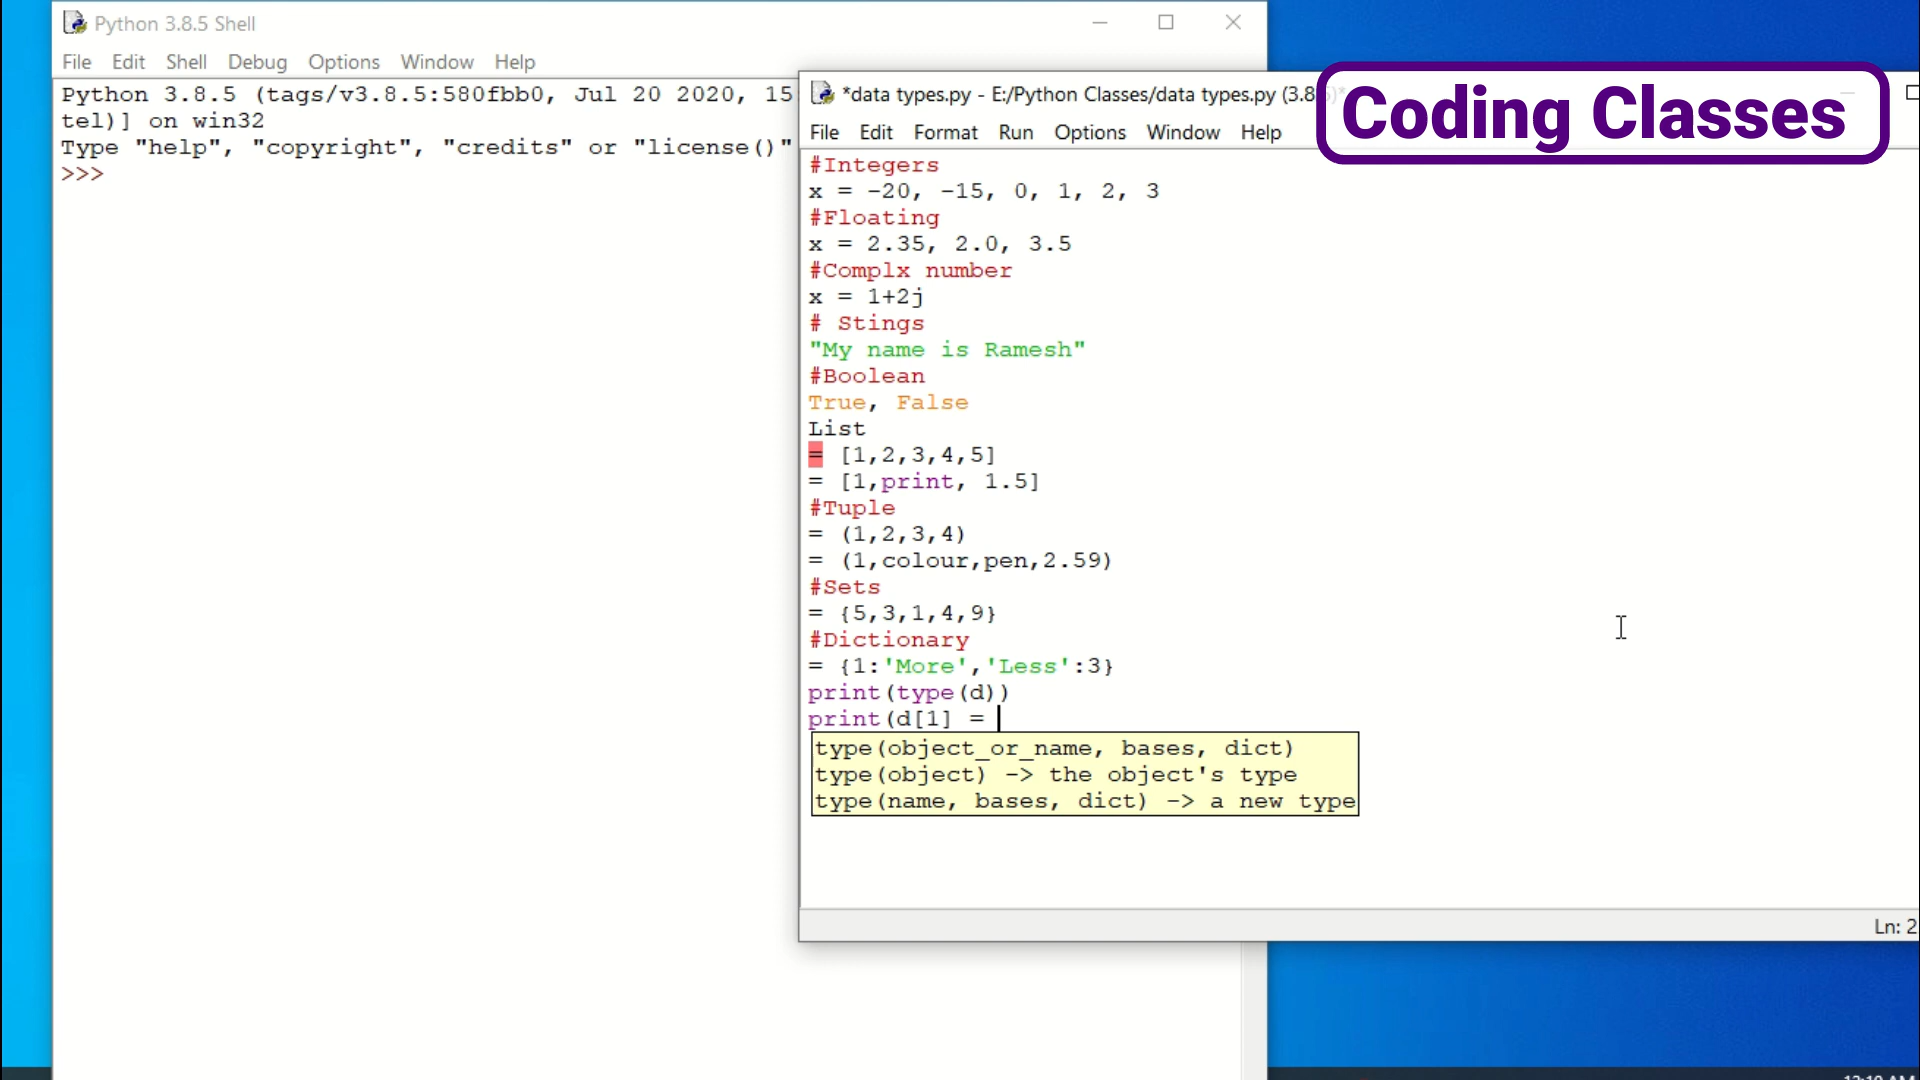 Python 3.8.5 Shell
File Edit Shell Debug Options Window Help
Python 3.8.5 (tags/v3.8.5:580fbb0, Jul 20 2020, 15
tel)] on win32
Type "help", "copyright", "credits" or "license()"
>>>
*data types.py - E:/Python Classes/data types.py (3.8
Coding Classes
File Edit Format Run Options Window Help
#Integers
x = -20, -15, 0, 1, 2, 3
#Floating
x = 2.35, 2.0, 3.5
#Complx number
x = 1+2j
# Stings
"My name is Ramesh"
#Boolean
True, False
List
= [1,2,3,4,5]
= [1,print, 1.5]
#Tuple
= (1,2,3,4)
= (1,colour,pen,2.59)
#Sets
= {5,3,1,4,9}
#Dictionary
= {1:'More','Less':3}
print(type(d))
print(d[1] =
type(object_or_name, bases, dict)
type(object) -> the object's type
type(name, bases, dict) -> a new type
Ln: 2